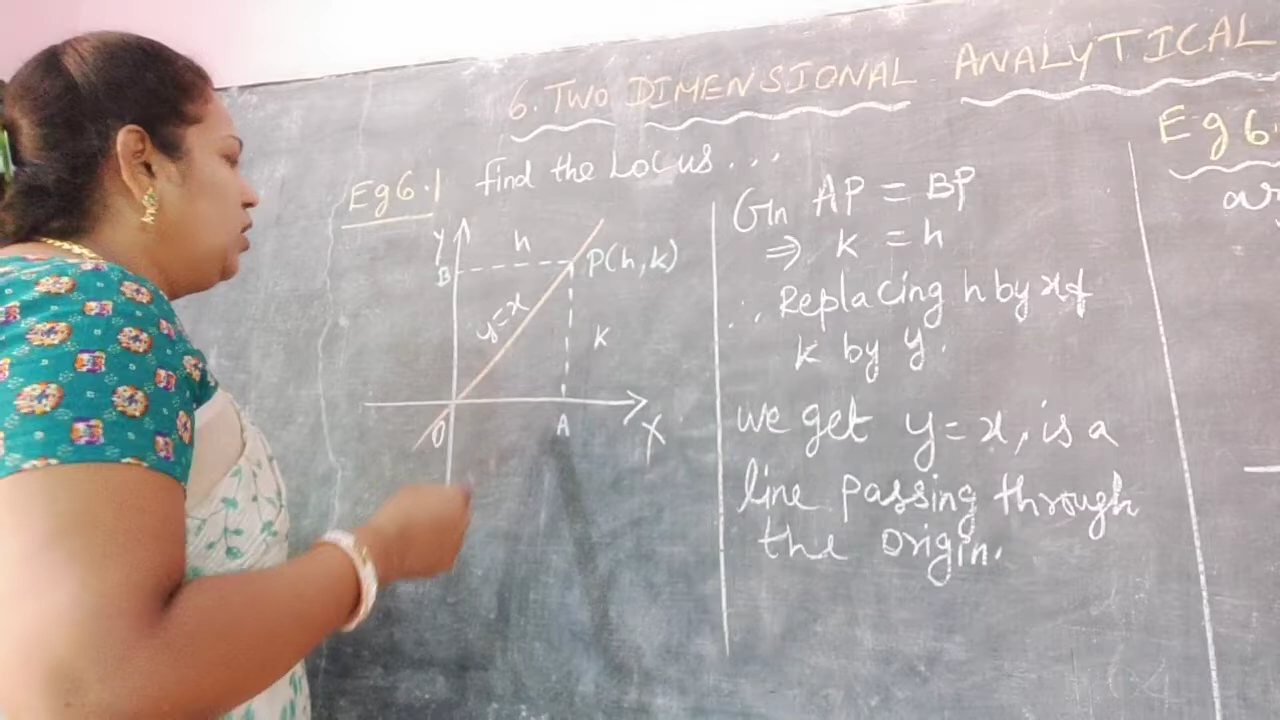 6. TWO DIMENSIONAL ANALYTICAL
Eg 6.1 Find the Locus...
Y
h
B
P(h, k)
y=x
k
O
A
X
Gn AP = BP
⇒ k = h
∴ Replacing h by x &
k by y.
we get y = x, is a
line passing through
the origin.
Eg 6.